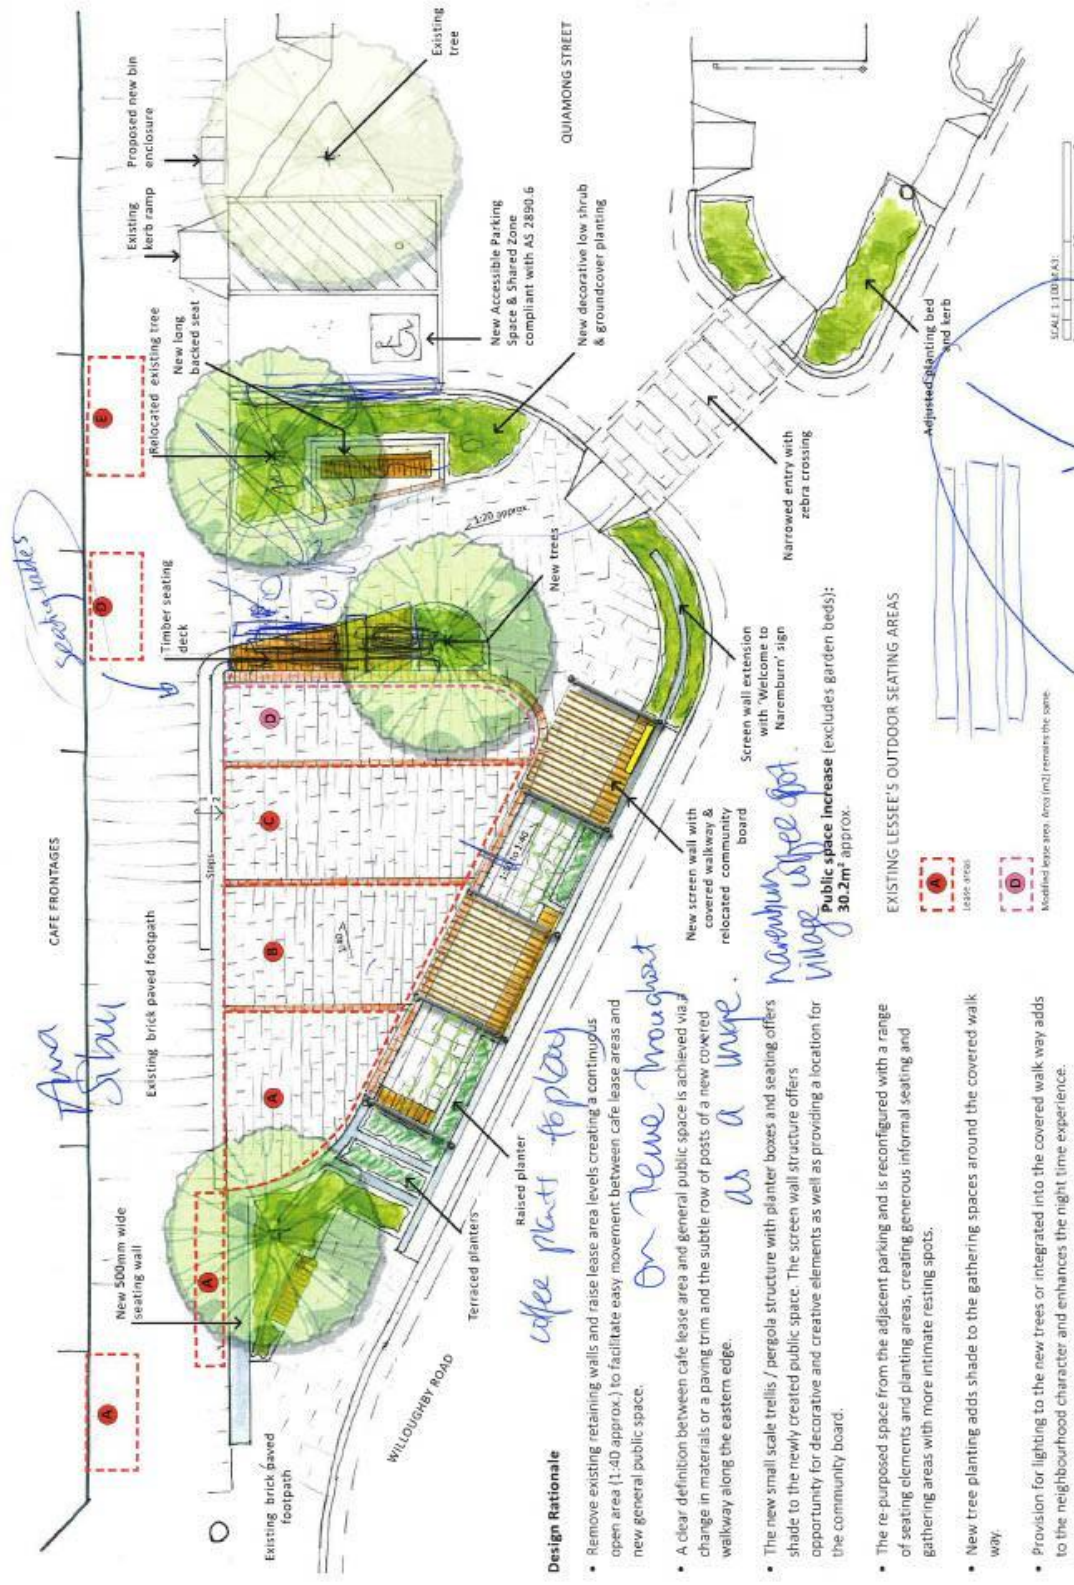 CAFE FRONTAGES
Existing brick paved footpath
Existing brick paved
footpath
New 500mm wide
seating wall
A
A
A
B
C
D
D
E
1:40
Steps
1
2
Timber seating
deck
Relocated existing tree
New long
backed seat
Existing
kerb ramp
Proposed new bin
enclosure
Existing
tree
QUIAMONG STREET
New Accessible Parking
Space & Shared Zone
compliant with AS 2890.6
New decorative low shrub
& groundcover planting
1:20 approx.
New trees
Adjusted planting bed
and kerb
Narrowed entry with
zebra crossing
Screen wall extension
with 'Welcome to
Naremburn' sign
New screen wall with
covered walkway &
relocated community
board
Raised planter
Terraced planters
WILLOUGHBY ROAD
seating tables
coffee plants to play
on theme throughout
as a unique.
narenburn coffee spot
village
Design Rationale
• Remove existing retaining walls and raise lease area levels creating a continuous
open area (1:40 approx.) to facilitate easy movement between cafe lease areas and
new general public space.
• A clear definition between cafe lease area and general public space is achieved via a
change in materials or a paving trim and the subtle row of posts of a new covered
walkway along the eastern edge.
• The new small scale trellis / pergola structure with planter boxes and seating offers
shade to the newly created public space. The screen wall structure offers
opportunity for decorative and creative elements as well as providing a location for
the community board.
• The re-purposed space from the adjacent parking and is reconfigured with a range
of seating elements and planting areas, creating generous informal seating and
gathering areas with more intimate resting spots.
• New tree planting adds shade to the gathering spaces around the covered walk
way.
• Provision for lighting to the new trees or integrated into the covered walk way adds
to the neighbourhood character and enhances the night time experience.
Public space increase (excludes garden beds):
30.2m² approx.
EXISTING LESSEE'S OUTDOOR SEATING AREAS
A
Lease areas
D
Modified lease area. Area (m2) remains the same
SCALE 1:100 @ A3: